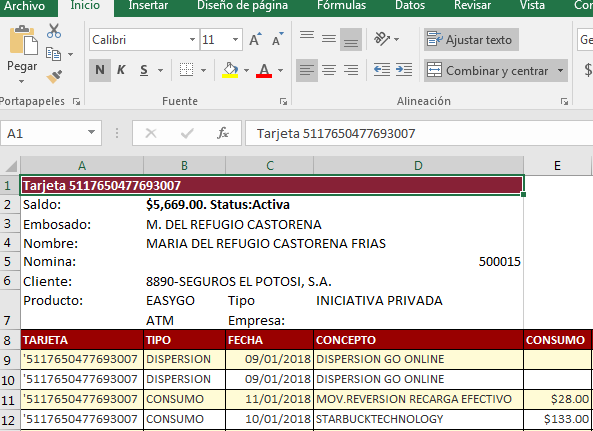 Archivo Inicio Insertar Diseño de página Fórmulas Datos Revisar Vista Co
Pegar Calibri 11 A A Ajustar texto Ge
N K S A Combinar y centrar $
Portapapeles Fuente Alineación
A1 fx Tarjeta 5117650477693007
A B C D E
1 Tarjeta 5117650477693007
2 Saldo: $5,669.00. Status:Activa
3 Embosado: M. DEL REFUGIO CASTORENA
4 Nombre: MARIA DEL REFUGIO CASTORENA FRIAS
5 Nomina: 500015
6 Cliente: 8890-SEGUROS EL POTOSI, S.A.
Producto: EASYGO Tipo INICIATIVA PRIVADA
7 ATM Empresa:
8 TARJETA TIPO FECHA CONCEPTO CONSUMO
9 '5117650477693007 DISPERSION 09/01/2018 DISPERSION GO ONLINE
10 '5117650477693007 DISPERSION 09/01/2018 DISPERSION GO ONLINE
11 '5117650477693007 CONSUMO 11/01/2018 MOV.REVERSION RECARGA EFECTIVO $28.00
12 '5117650477693007 CONSUMO 10/01/2018 STARBUCKTECHNOLOGY $133.00